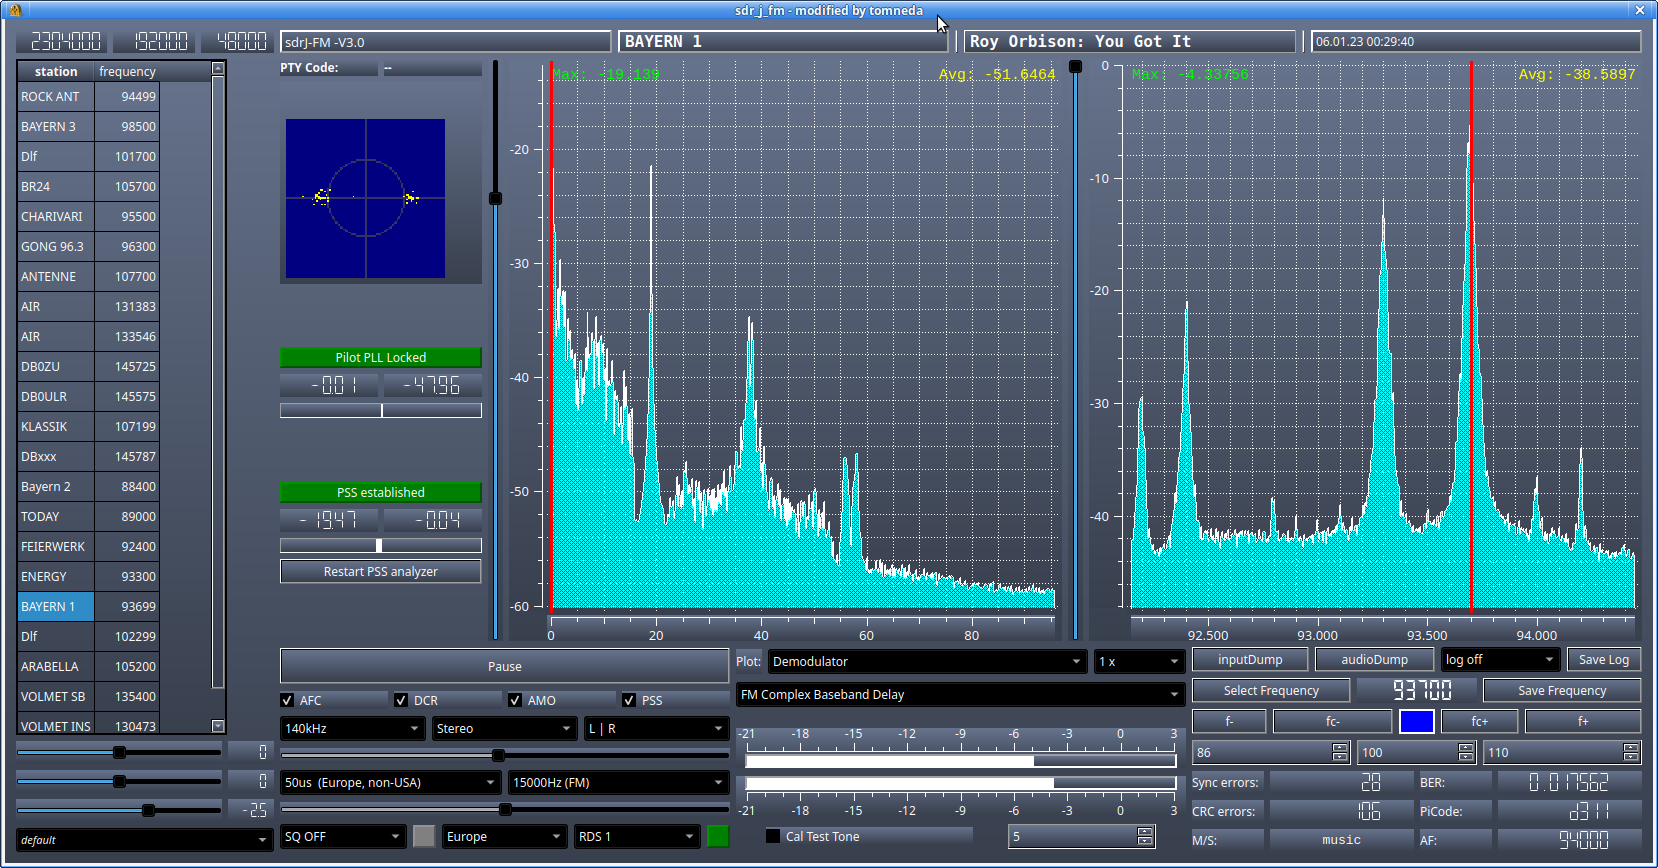 sdr_j_fm - modified by tomneda
2304000 192000 48000 sdrJ-FM -V3.0 BAYERN 1 Roy Orbison: You Got It 06.01.23 00:29:40
station frequency
ROCK ANT 94499
BAYERN 3 98500
Dlf 101700
BR24 105700
CHARIVARI 95500
GONG 96.3 96300
ANTENNE 107700
AIR 131383
AIR 133546
DB0ZU 145725
DB0ULR 145575
KLASSIK 107199
DBxxx 145787
Bayern 2 88400
TODAY 89000
FEIERWERK 92400
ENERGY 93300
BAYERN 1 93699
Dlf 102299
ARABELLA 105200
VOLMET SB 135400
VOLMET INS 130473
0
0
-25
default
PTY Code: --
Pilot PLL Locked
-0.01 -47.96
PSS established
-19.47 -0.04
Restart PSS analyzer
Max: -19.139 Avg: -51.6464
-20
-30
-40
-50
-60
0 20 40 60 80
Max: -4.33756 Avg: -38.5897
0
-10
-20
-30
-40
92.500 93.000 93.500 94.000
Pause
AFC DCR AMO PSS
140kHz Stereo L | R
50us (Europe, non-USA) 15000Hz (FM)
SQ OFF Europe RDS 1
Plot: Demodulator 1 x
FM Complex Baseband Delay
-21 -18 -15 -12 -9 -6 -3 0 3
-21 -18 -15 -12 -9 -6 -3 0 3
Cal Test Tone 5
inputDump audioDump log off Save Log
Select Frequency 93700 Save Frequency
f- fc- fc+ f+
86 100 110
Sync errors: 28 BER: 0.017562
CRC errors: 106 PiCode: d311
M/S: music AF: 94000